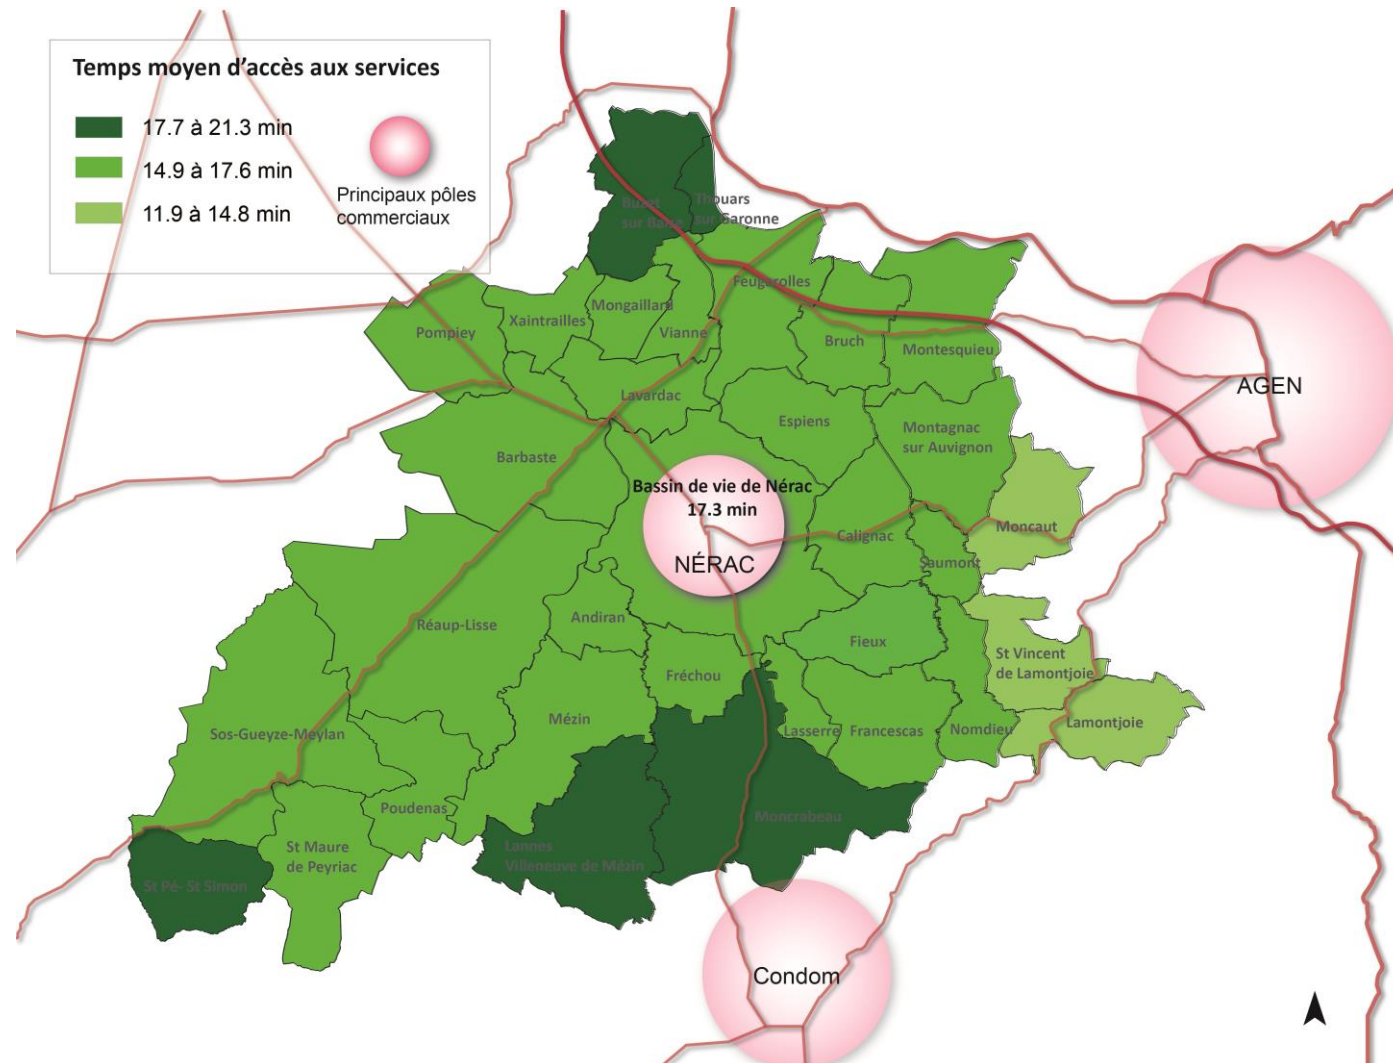 Temps moyen d'accès aux services
17.7 à 21.3 min
14.9 à 17.6 min
11.9 à 14.8 min
Principaux pôles
commerciaux
Buzet
sur Baïse
Thouars
sur Garonne
Feugarolles
Mongaillard
Xaintrailles
Pompiey
Vianne
Bruch
Montesquieu
AGEN
Lavardac
Espiens
Montagnac
sur Auvignon
Barbaste
Bassin de vie de Nérac
17.3 min
Moncaut
Calignac
NÉRAC
Saumont
Andiran
Réaup-Lisse
Fieux
St Vincent
de Lamontjoie
Fréchou
Mézin
Sos-Gueyze-Meylan
Lasserre
Francescas
Nomdieu
Lamontjoie
Poudenas
Moncrabeau
St Maure
de Peyriac
Lannes
Villeneuve de Mézin
St Pé- St Simon
Condom